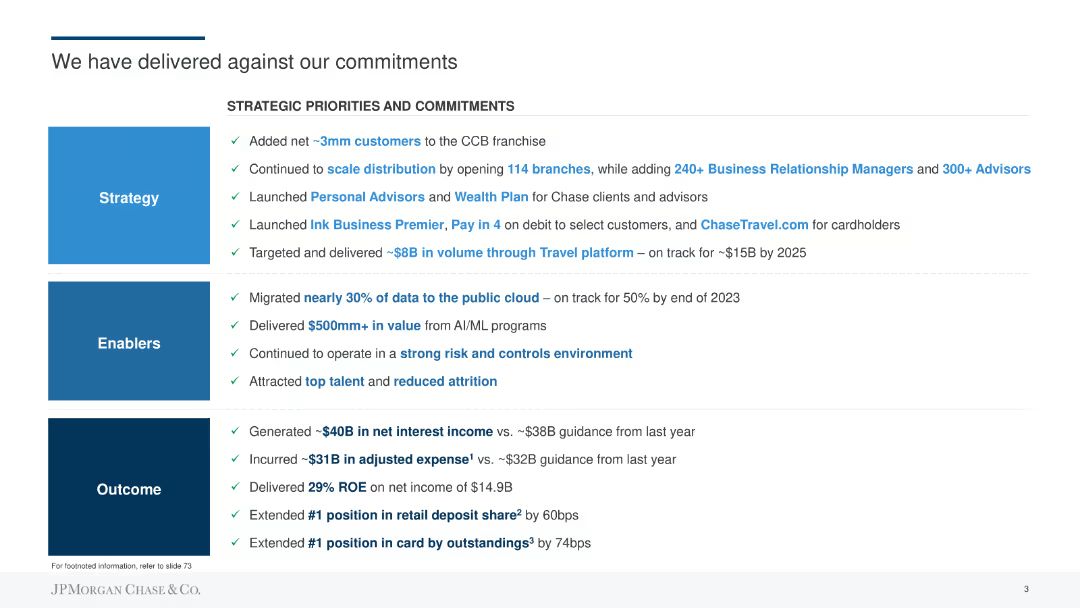 We have delivered against our commitments
STRATEGIC PRIORITIES AND COMMITMENTS
Strategy
✓ Added net ~3mm customers to the CCB franchise
✓ Continued to scale distribution by opening 114 branches, while adding 240+ Business Relationship Managers and 300+ Advisors
✓ Launched Personal Advisors and Wealth Plan for Chase clients and advisors
✓ Launched Ink Business Premier, Pay in 4 on debit to select customers, and ChaseTravel.com for cardholders
✓ Targeted and delivered ~$8B in volume through Travel platform – on track for ~$15B by 2025
Enablers
✓ Migrated nearly 30% of data to the public cloud – on track for 50% by end of 2023
✓ Delivered $500mm+ in value from AI/ML programs
✓ Continued to operate in a strong risk and controls environment
✓ Attracted top talent and reduced attrition
Outcome
✓ Generated ~$40B in net interest income vs. ~$38B guidance from last year
✓ Incurred ~$31B in adjusted expense¹ vs. ~$32B guidance from last year
✓ Delivered 29% ROE on net income of $14.9B
✓ Extended #1 position in retail deposit share² by 60bps
✓ Extended #1 position in card by outstandings³ by 74bps
For footnoted information, refer to slide 73
JPMORGAN CHASE & CO.
3